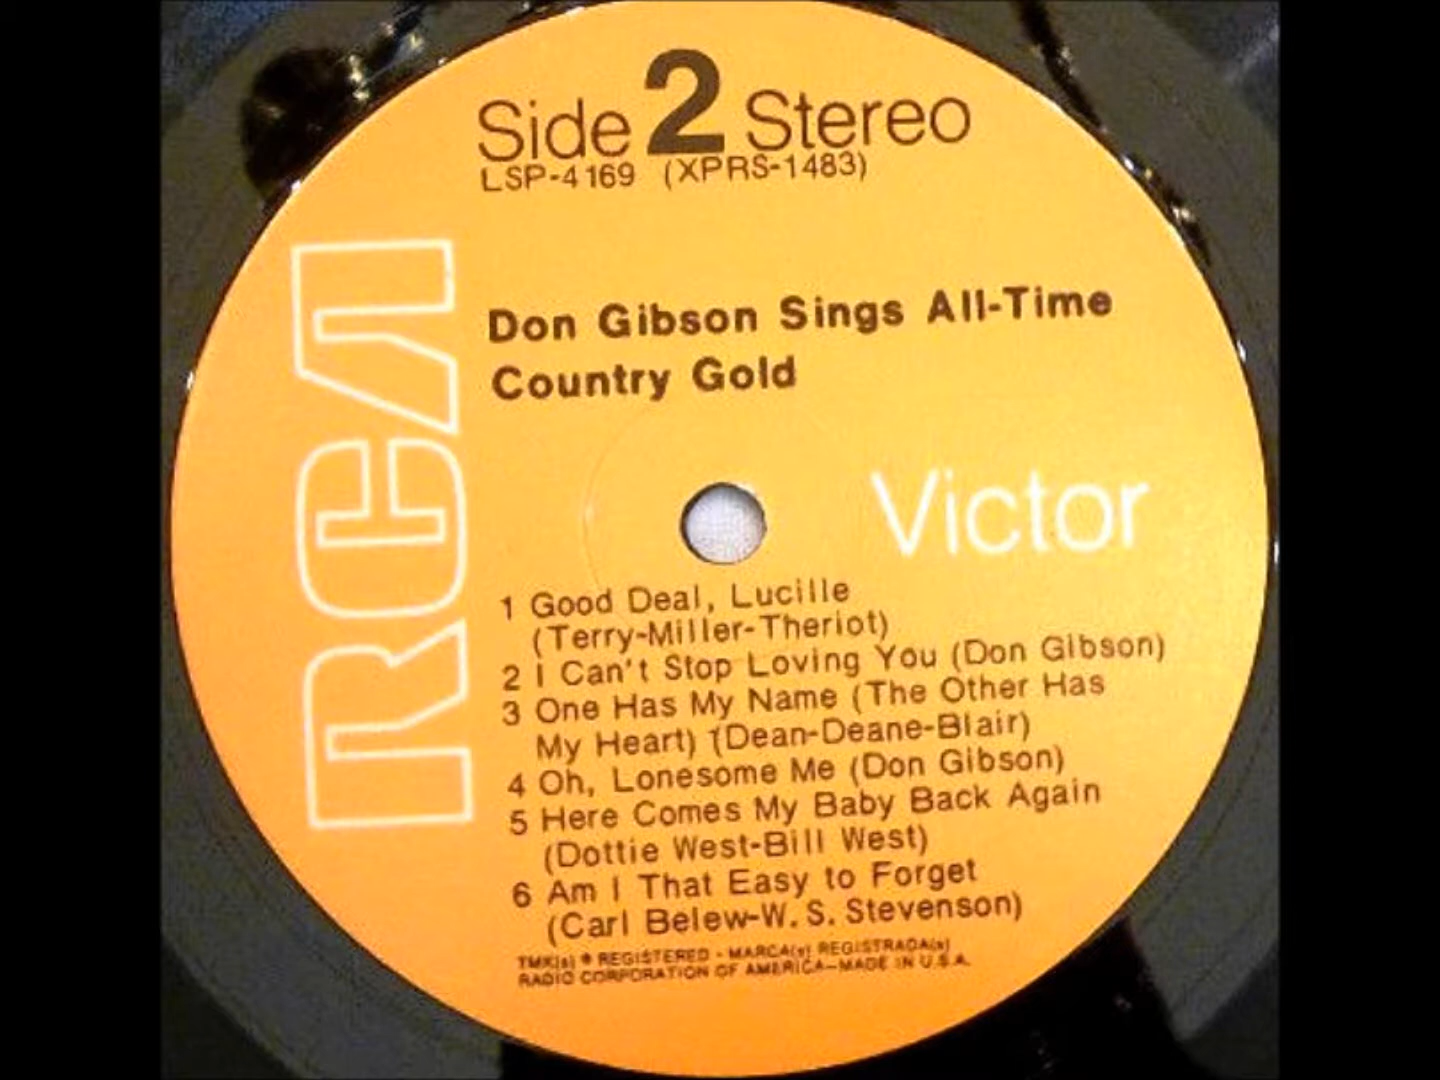 Side 2 Stereo
LSP-4169 (XPRS-1483)
RCA
Don Gibson Sings All-Time
Country Gold
Victor
1 Good Deal, Lucille
(Terry-Miller-Theriot)
2 I Can't Stop Loving You (Don Gibson)
3 One Has My Name (The Other Has
My Heart) (Dean-Deane-Blair)
4 Oh, Lonesome Me (Don Gibson)
5 Here Comes My Baby Back Again
(Dottie West-Bill West)
6 Am I That Easy to Forget
(Carl Belew-W. S. Stevenson)
TMK(s) ® REGISTERED - MARCA(s) REGISTRADA(s)
RADIO CORPORATION OF AMERICA—MADE IN U.S.A.